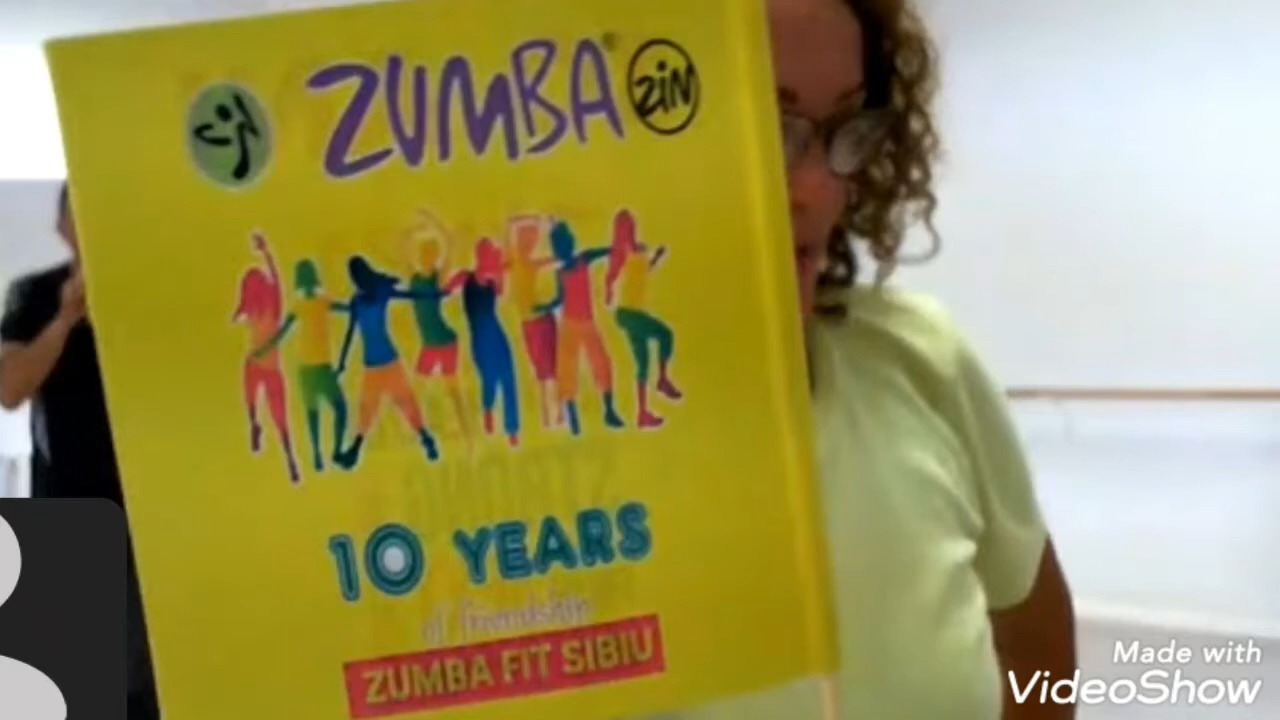 ZUMBA® ZiN
10 YEARS
of friendship
ZUMBA FIT SIBIU
Made with
VideoShow